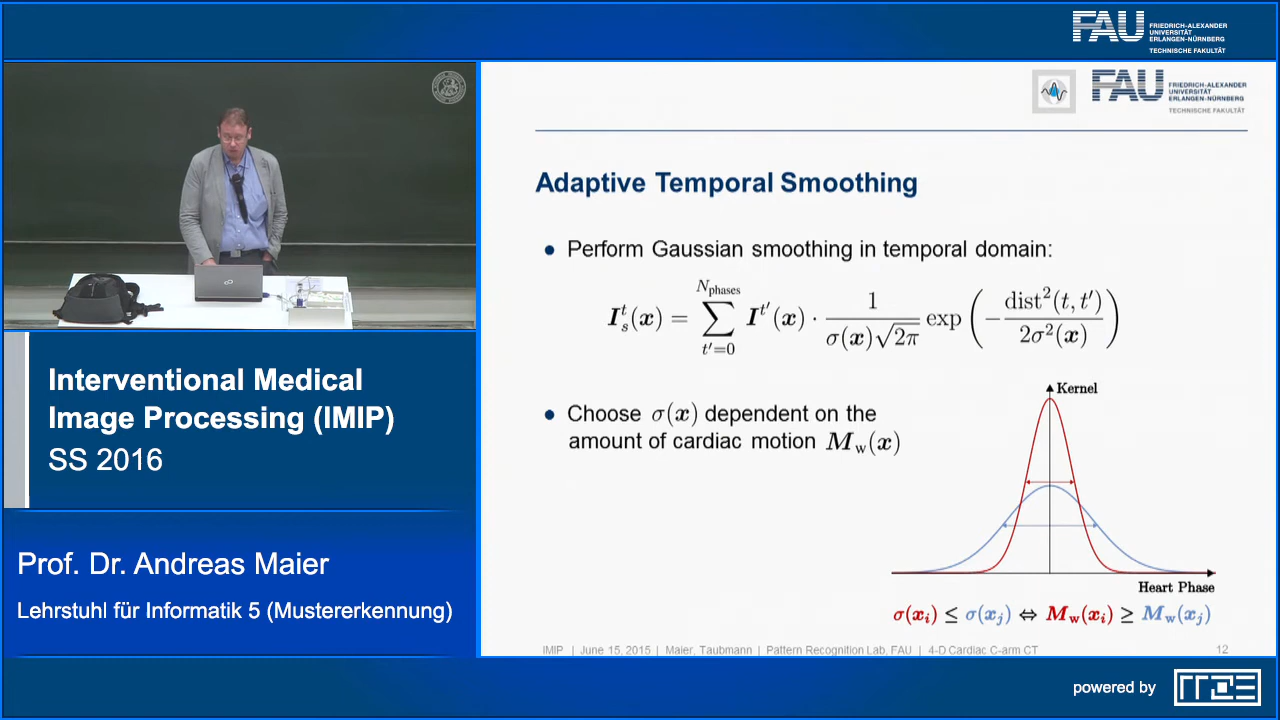 FAU FRIEDRICH-ALEXANDER
UNIVERSITÄT
ERLANGEN-NÜRNBERG
TECHNISCHE FAKULTÄT
FAU FRIEDRICH-ALEXANDER
UNIVERSITÄT
ERLANGEN-NÜRNBERG
TECHNISCHE FAKULTÄT
Adaptive Temporal Smoothing
• Perform Gaussian smoothing in temporal domain:
I_s^t(x) = ∑_{t'=0}^{N_phases} I^{t'}(x) · 1/(σ(x)√2π) exp(−dist²(t, t')/2σ²(x))
• Choose σ(x) dependent on the
amount of cardiac motion M_w(x)
Kernel
Heart Phase
σ(x_i) ≤ σ(x_j) ⇔ M_w(x_i) ≥ M_w(x_j)
IMIP | June 15, 2015 | Maier, Taubmann | Pattern Recognition Lab, FAU | 4-D Cardiac C-arm CT 12
Interventional Medical
Image Processing (IMIP)
SS 2016
Prof. Dr. Andreas Maier
Lehrstuhl für Informatik 5 (Mustererkennung)
powered by